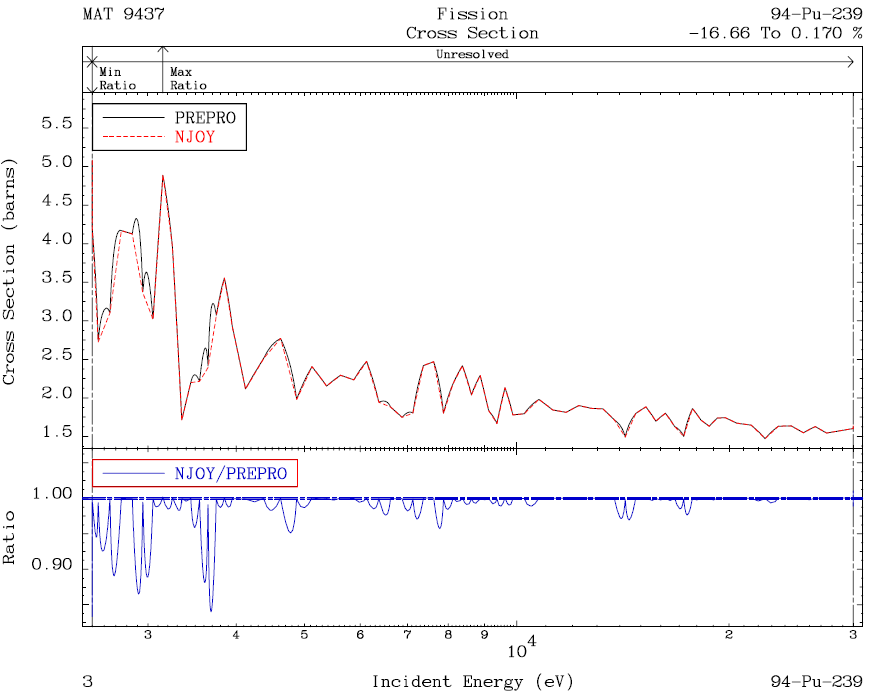 MAT 9437 Fission 94-Pu-239
Cross Section -16.66 To 0.170 %
Unresolved
Min Max
Ratio Ratio
PREPRO
NJOY
5.5
5.0
4.5
4.0
3.5
3.0
2.5
2.0
1.5
Cross Section (barns)
NJOY/PREPRO
1.00
0.90
Ratio
3 4 5 6 7 8 9 10^4 2 3
3 Incident Energy (eV) 94-Pu-239